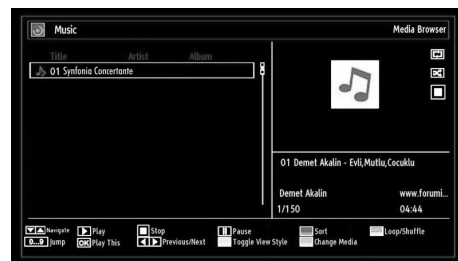 Music
Media Browser
Title Artist Album
01 Synfonia Concertante
01 Demet Akalin - Evli,Mutlu,Cocuklu
Demet Akalin www.forumi...
1/150 04:44
Navigate Play Stop Pause Sort Loop/Shuffle
0...9 Jump OK Play This Previous/Next Toggle View Style Change Media